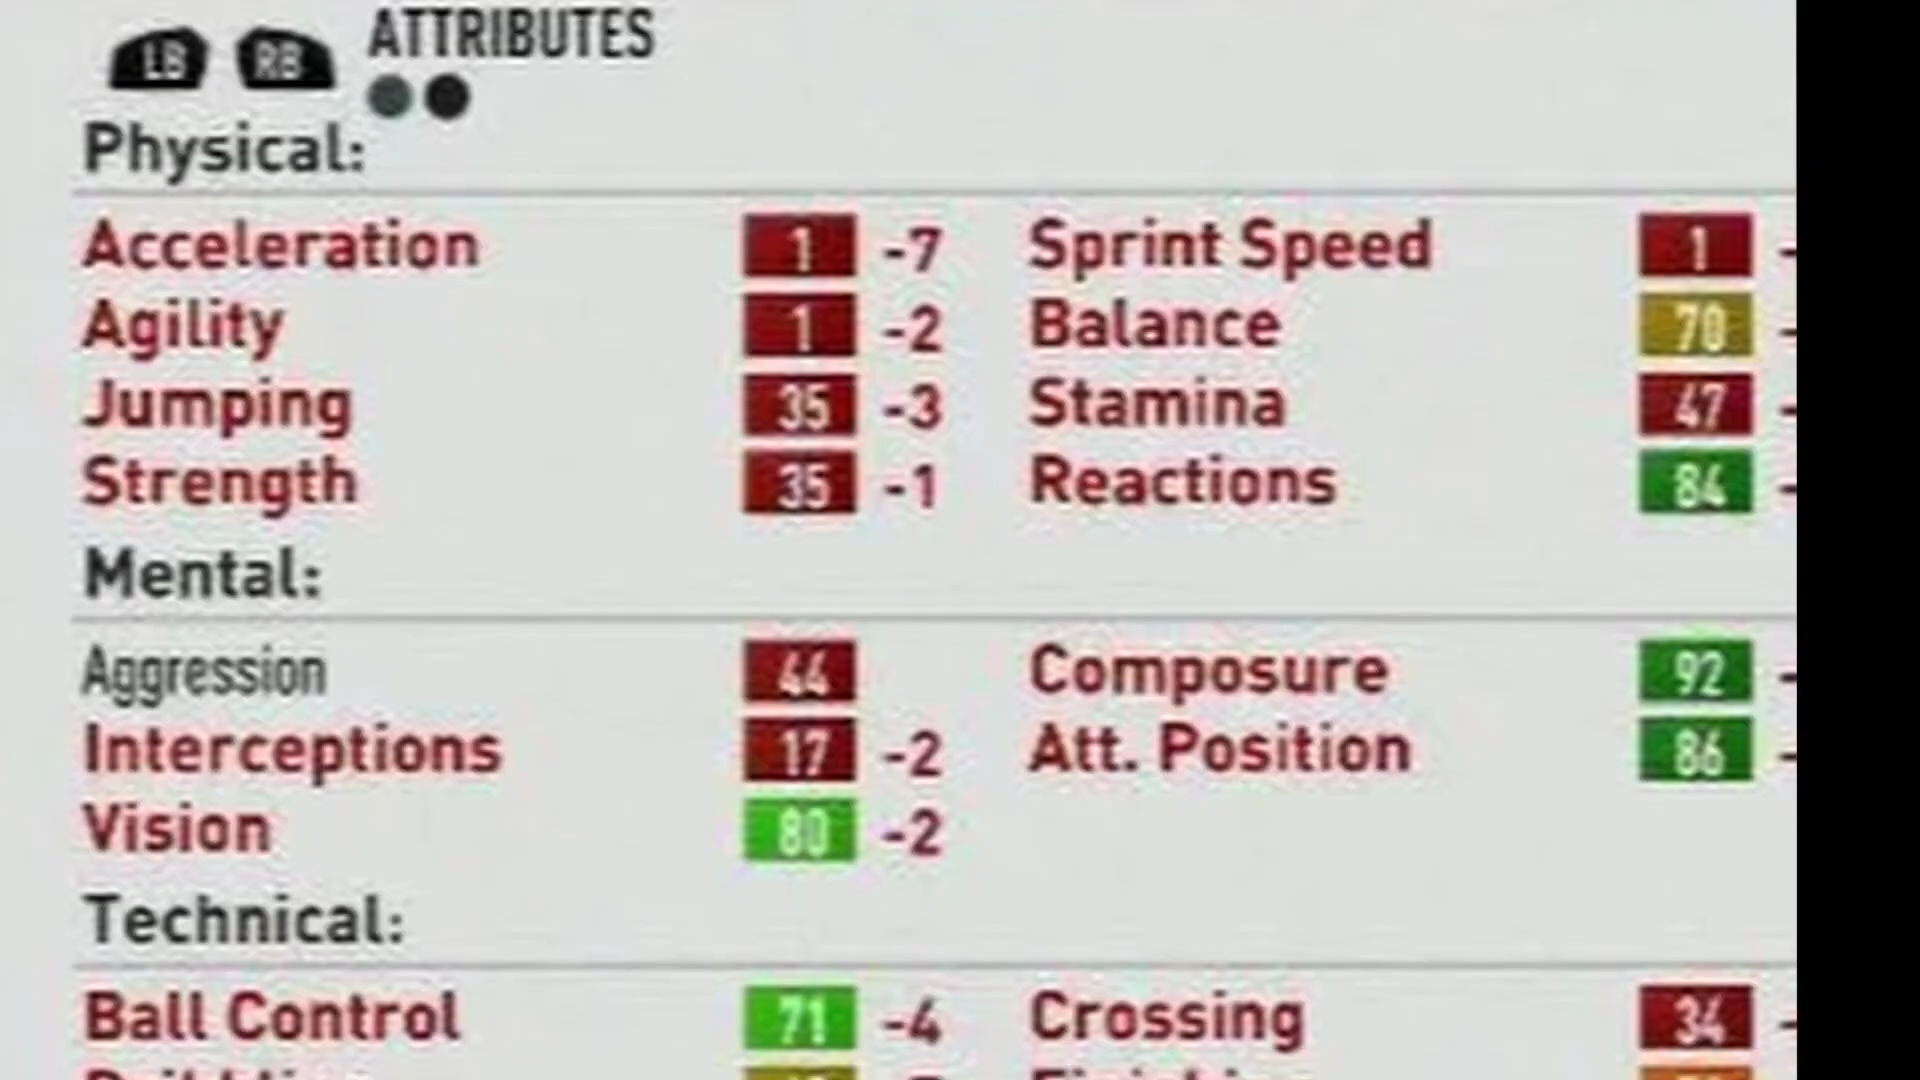 LB RB ATTRIBUTES
Physical:
Acceleration 1 -7 Sprint Speed 1 -
Agility 1 -2 Balance 70 -
Jumping 35 -3 Stamina 47 -
Strength 35 -1 Reactions 84 -
Mental:
Aggression 44 Composure 92 -
Interceptions 17 -2 Att. Position 86 -
Vision 80 -2
Technical:
Ball Control 71 -4 Crossing 34 -